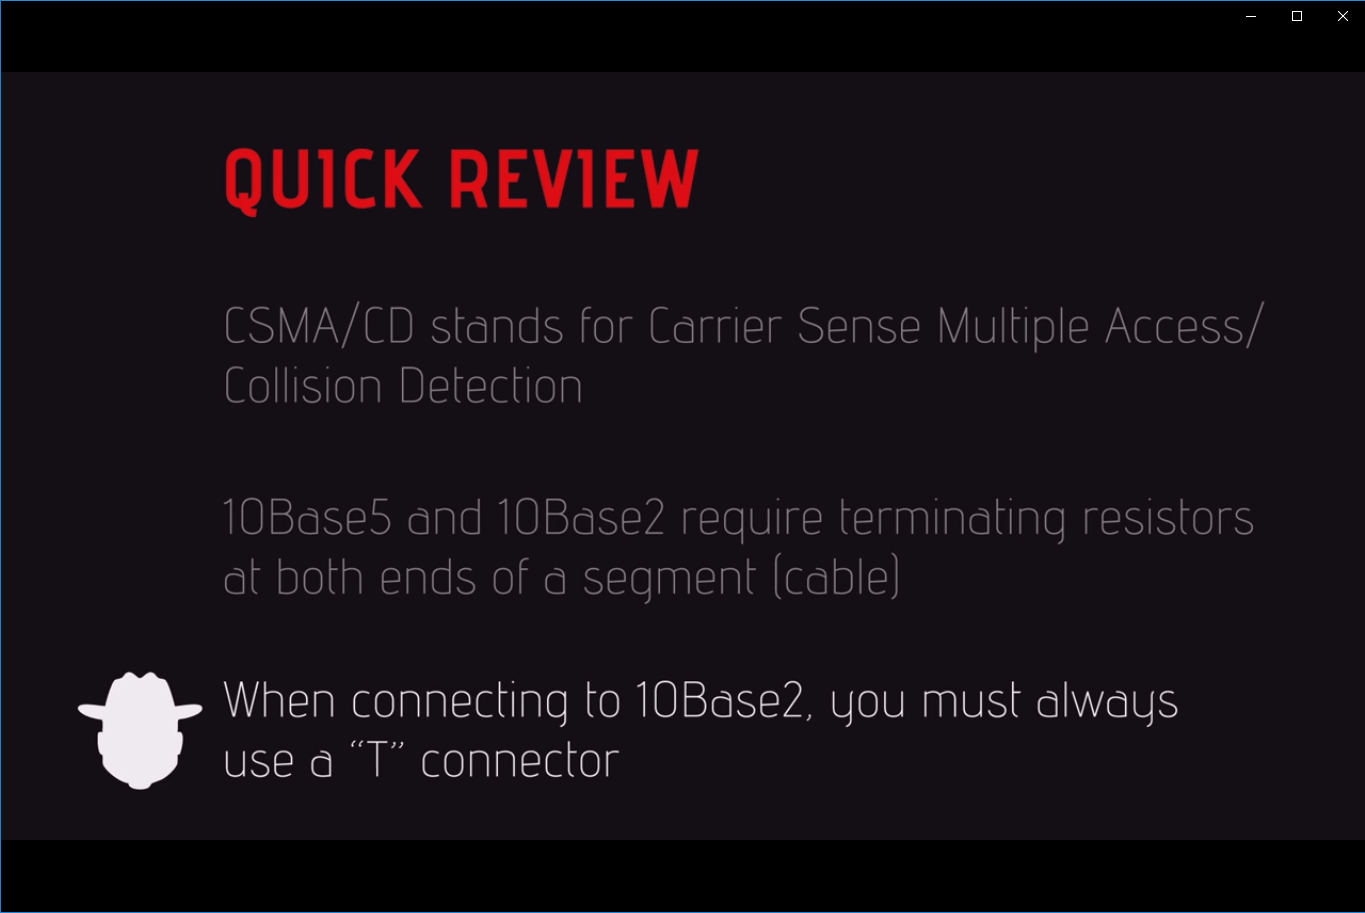 QUICK REVIEW
CSMA/CD stands for Carrier Sense Multiple Access/
Collision Detection
10Base5 and 10Base2 require terminating resistors
at both ends of a segment (cable)
When connecting to 10Base2, you must always
use a “T” connector